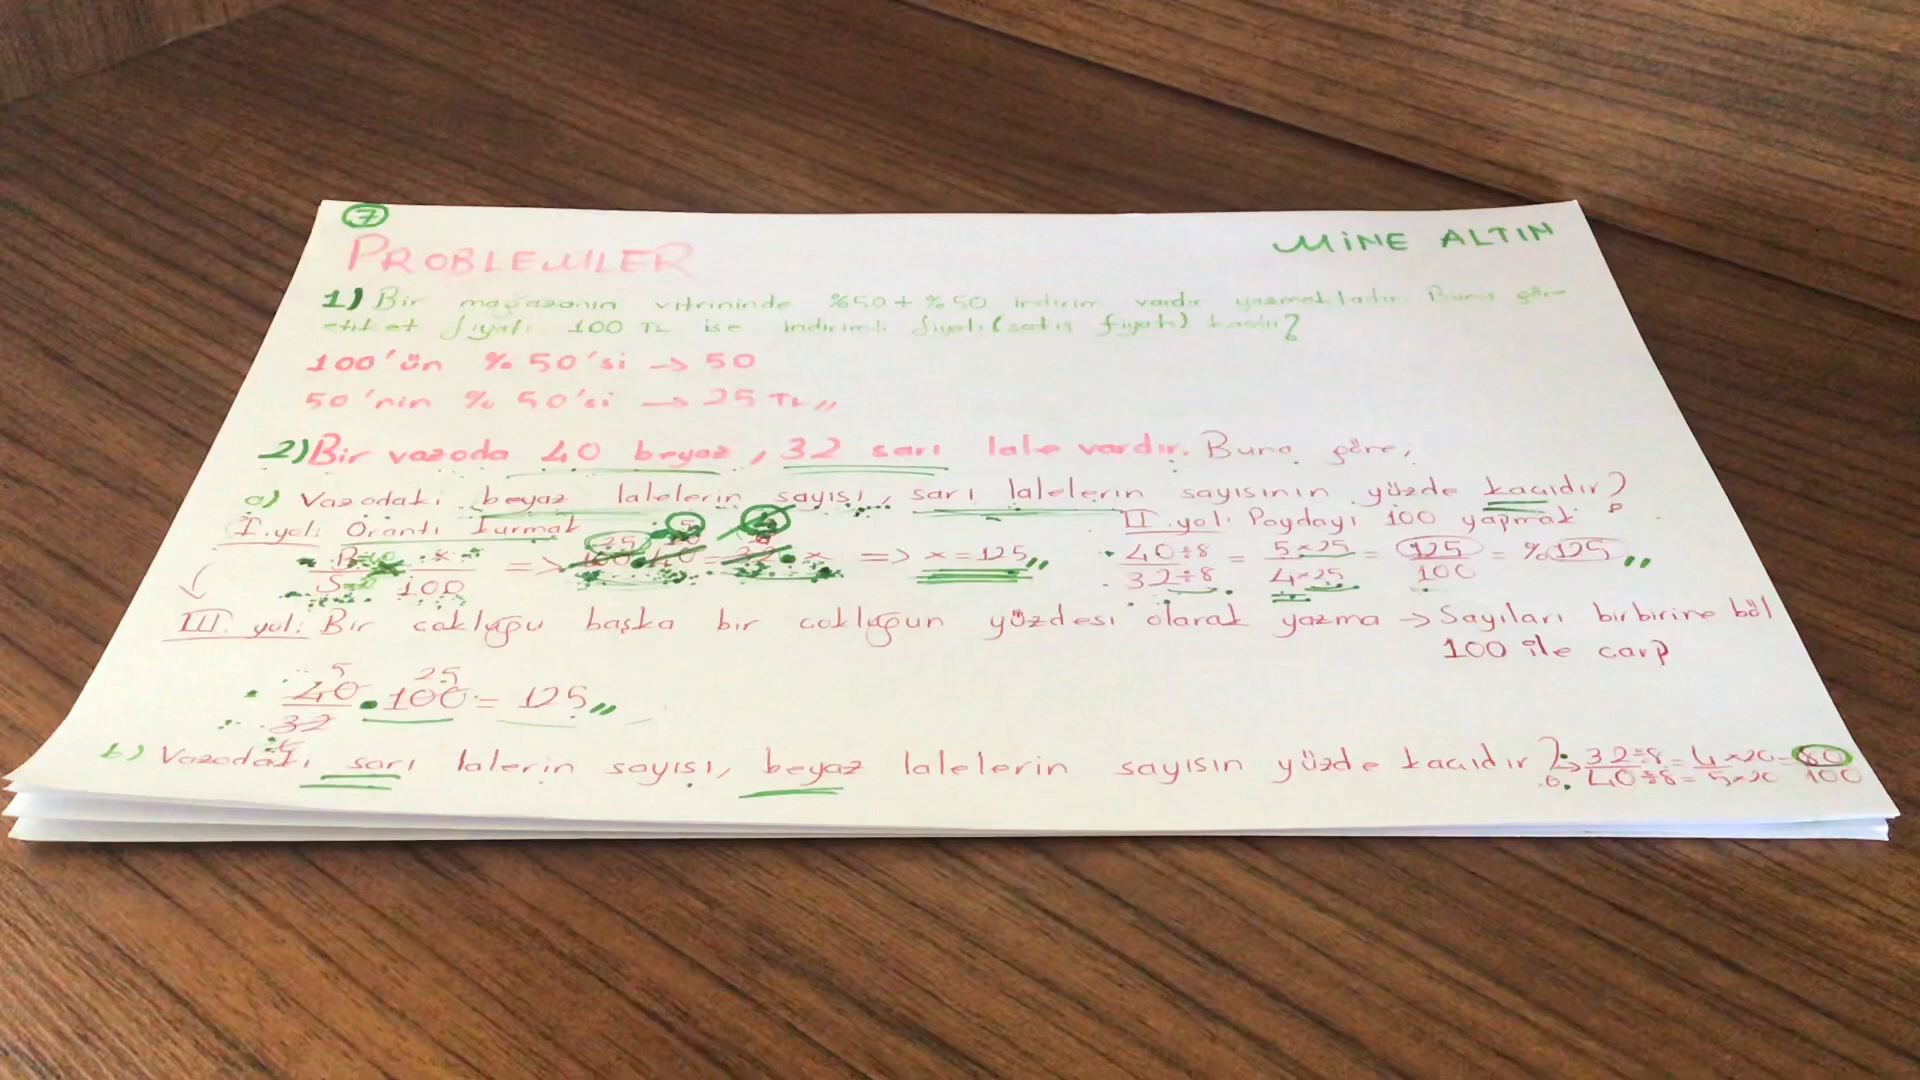 7
MİNE ALTIN
PROBLEMLER
1) Bir mağazanın vitrininde %50 + %50 indirim vardır yazmaktadır. Buna göre
etiket fiyatı 100 TL ise indirimli fiyatı (satış fiyatı) kaçdır?
100'ün % 50'si → 50
50'nin % 50'si → 25 TL,,
2) Bir vazoda 40 beyaz, 32 sarı lale vardır. Buna göre,
a) Vazodaki beyaz lalelerin sayısı, sarı lalelerin sayısının yüzde kaçıdır?
I. yol: Orantı kurmak
100
=> x = 125,,
II. yol: Paydayı 100 yapmak
40÷8/32÷8 = 5×25/4×25 = 125/100 = %125,,
III. yol: Bir çokluğu başka bir çokluğun yüzdesi olarak yazma → Sayıları birbirine böl
100 ile çarp
5 25
40/32 . 100 = 125,,
4
b) Vazodaki sarı lalerin sayısı, beyaz lalelerin sayısın yüzde kaçıdır?
32÷8/40÷8 = 4×20/5×20 = 80/100